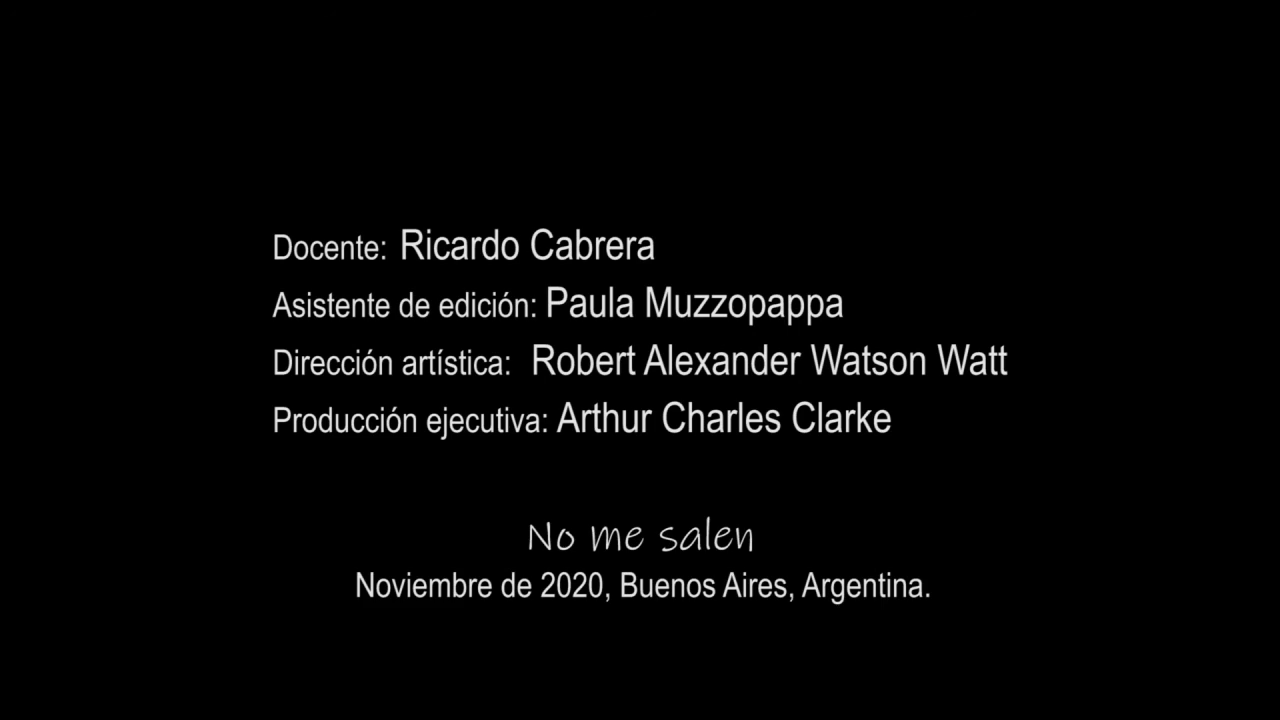 Docente: Ricardo Cabrera
Asistente de edición: Paula Muzzopappa
Dirección artística: Robert Alexander Watson Watt
Producción ejecutiva: Arthur Charles Clarke
No me salen
Noviembre de 2020, Buenos Aires, Argentina.